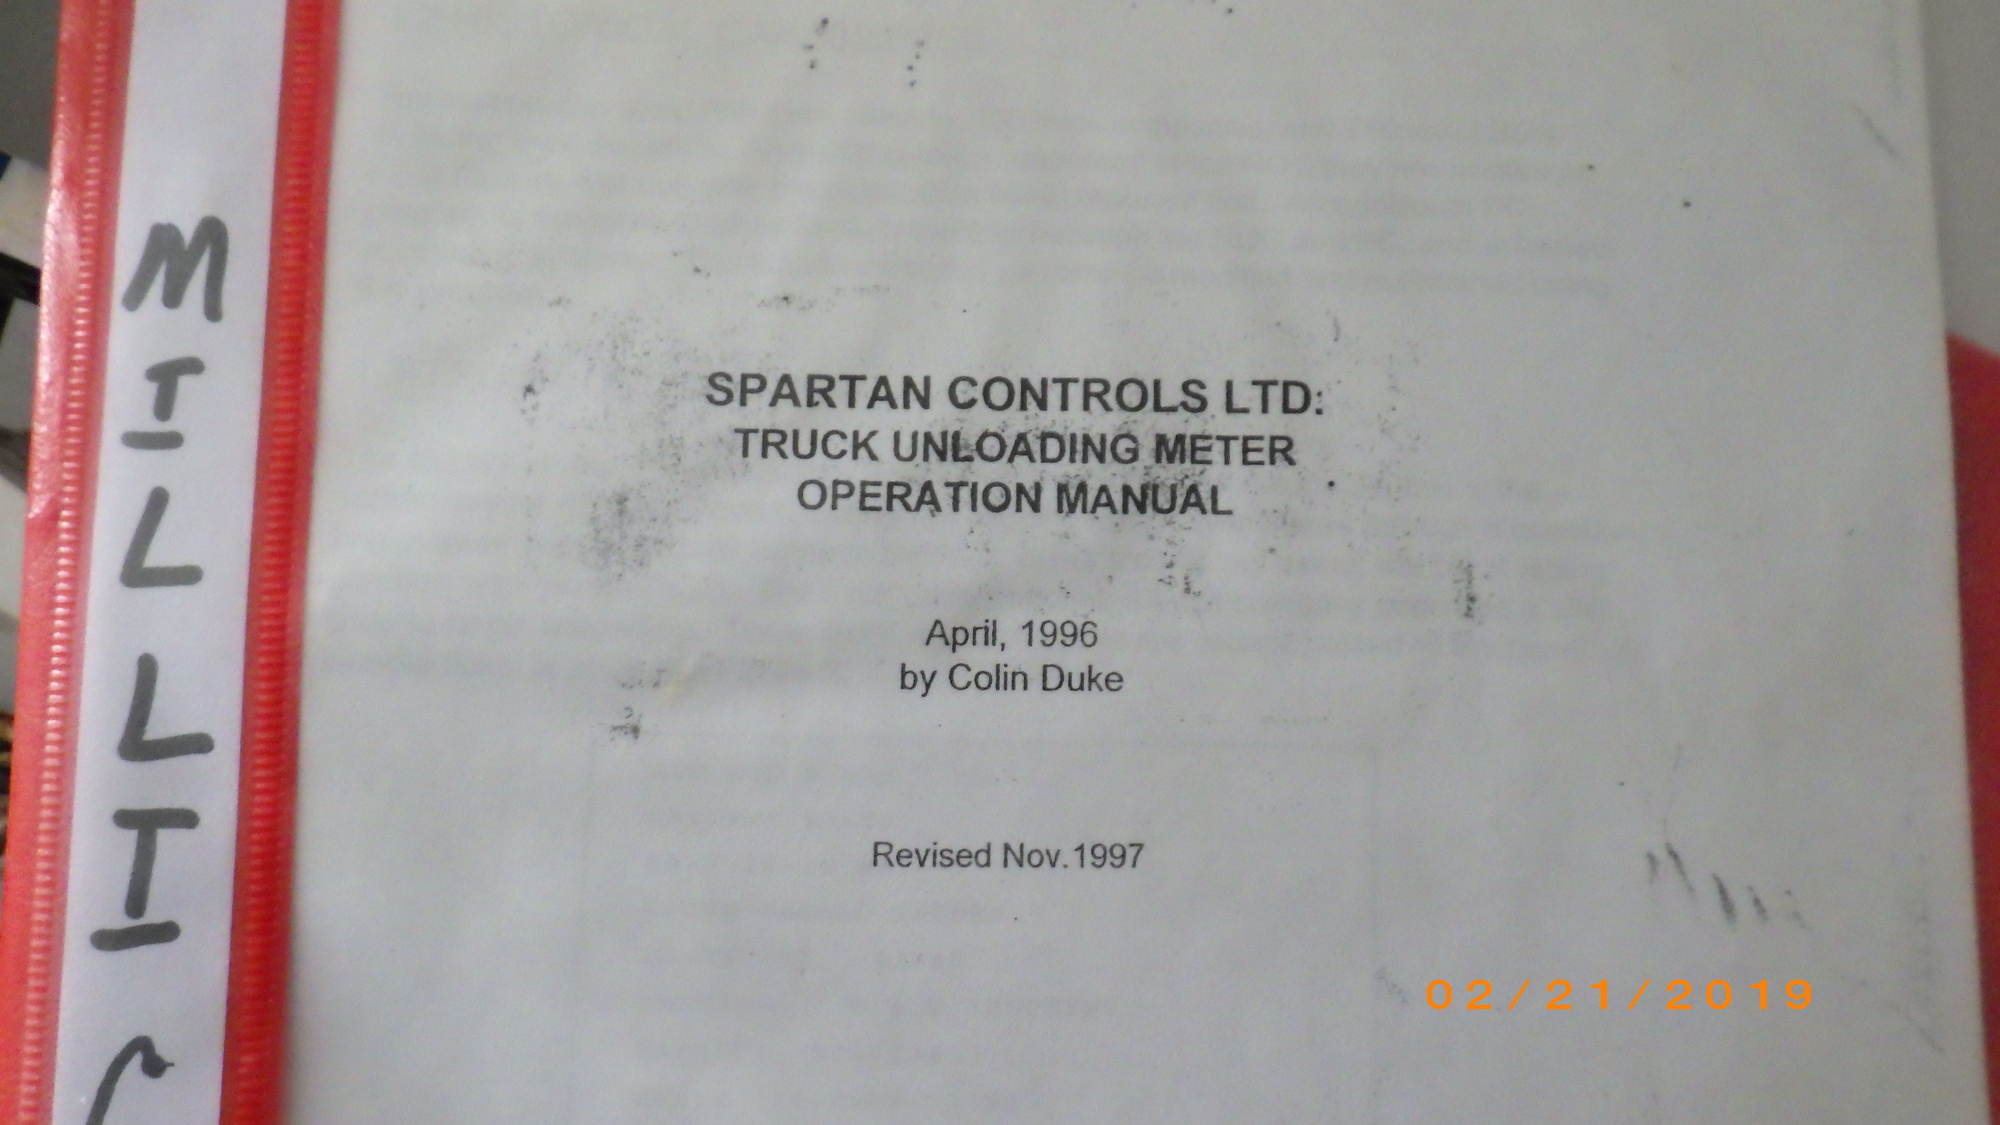 MILLI
SPARTAN CONTROLS LTD:
TRUCK UNLOADING METER
OPERATION MANUAL
April, 1996
by Colin Duke
Revised Nov.1997
02/21/2019